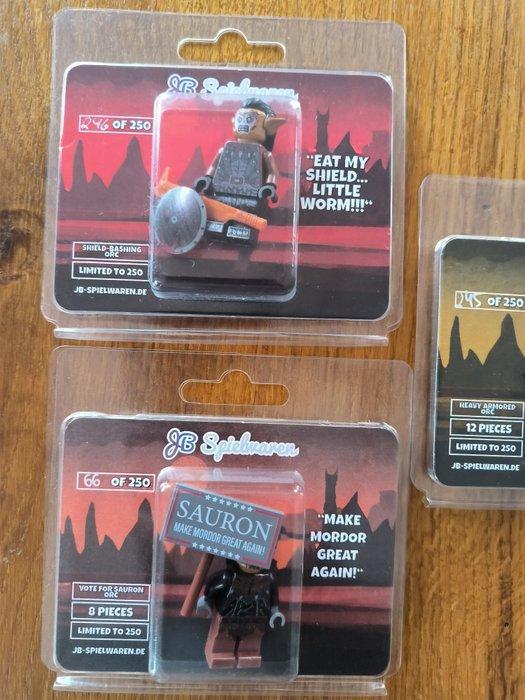 JB Spielwaren
246 OF 250
"EAT MY
SHIELD...
LITTLE
WORM!!!"
SHIELD-BASHING
ORC
LIMITED TO 250
JB-SPIELWAREN.DE
245 OF 250
HEAVY ARMORED
ORC
12 PIECES
LIMITED TO 250
JB-SPIELWAREN.DE
JB Spielwaren
66 OF 250
SAURON
MAKE MORDOR GREAT AGAIN!
"MAKE
MORDOR
GREAT
AGAIN!"
VOTE FOR SAURON
ORC
8 PIECES
LIMITED TO 250
JB-SPIELWAREN.DE